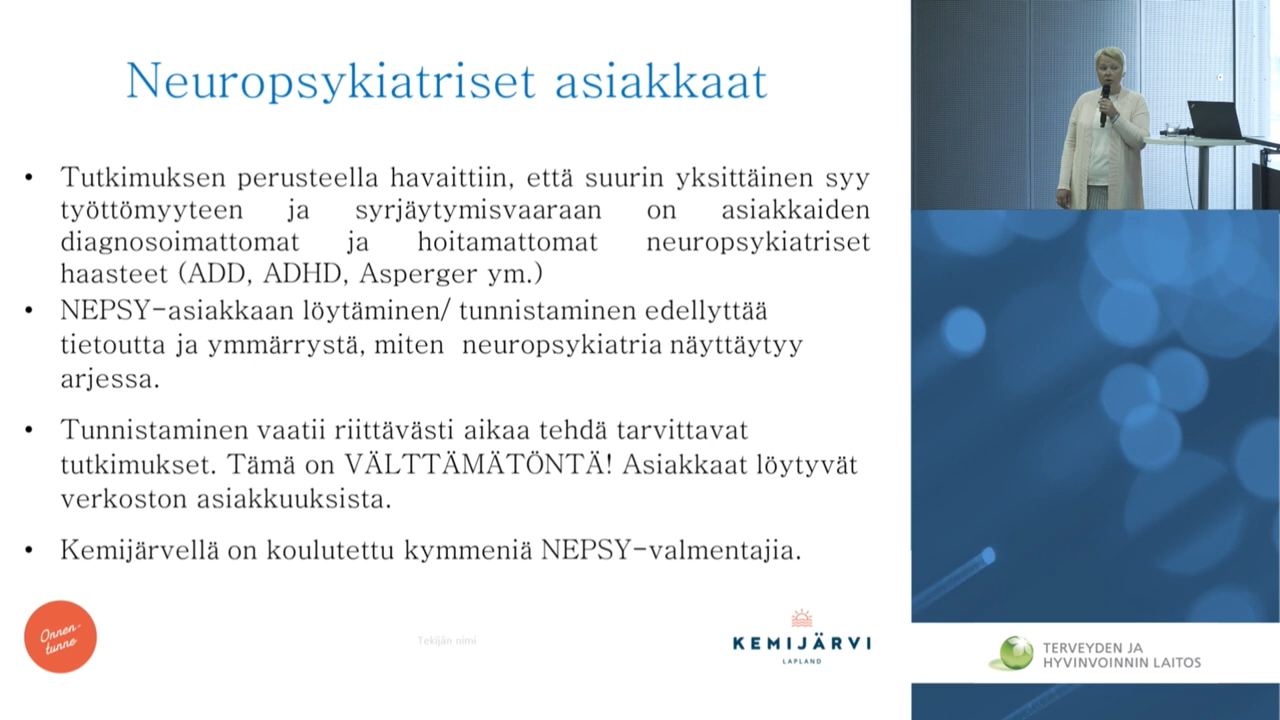 Neuropsykiatriset asiakkaat
• Tutkimuksen perusteella havaittiin, että suurin yksittäinen syy
työttömyyteen ja syrjäytymisvaaraan on asiakkaiden
diagnosoimattomat ja hoitamattomat neuropsykiatriset
haasteet (ADD, ADHD, Asperger ym.)
• NEPSY-asiakkaan löytäminen/ tunnistaminen edellyttää
tietoutta ja ymmärrystä, miten neuropsykiatria näyttäytyy
arjessa.
• Tunnistaminen vaatii riittävästi aikaa tehdä tarvittavat
tutkimukset. Tämä on VÄLTTÄMÄTÖNTÄ! Asiakkaat löytyvät
verkoston asiakkuuksista.
• Kemijärvellä on koulutettu kymmeniä NEPSY-valmentajia.
Onnen-
tunne
Tekijän nimi
KEMIJÄRVI
LAPLAND
TERVEYDEN JA
HYVINVOINNIN LAITOS